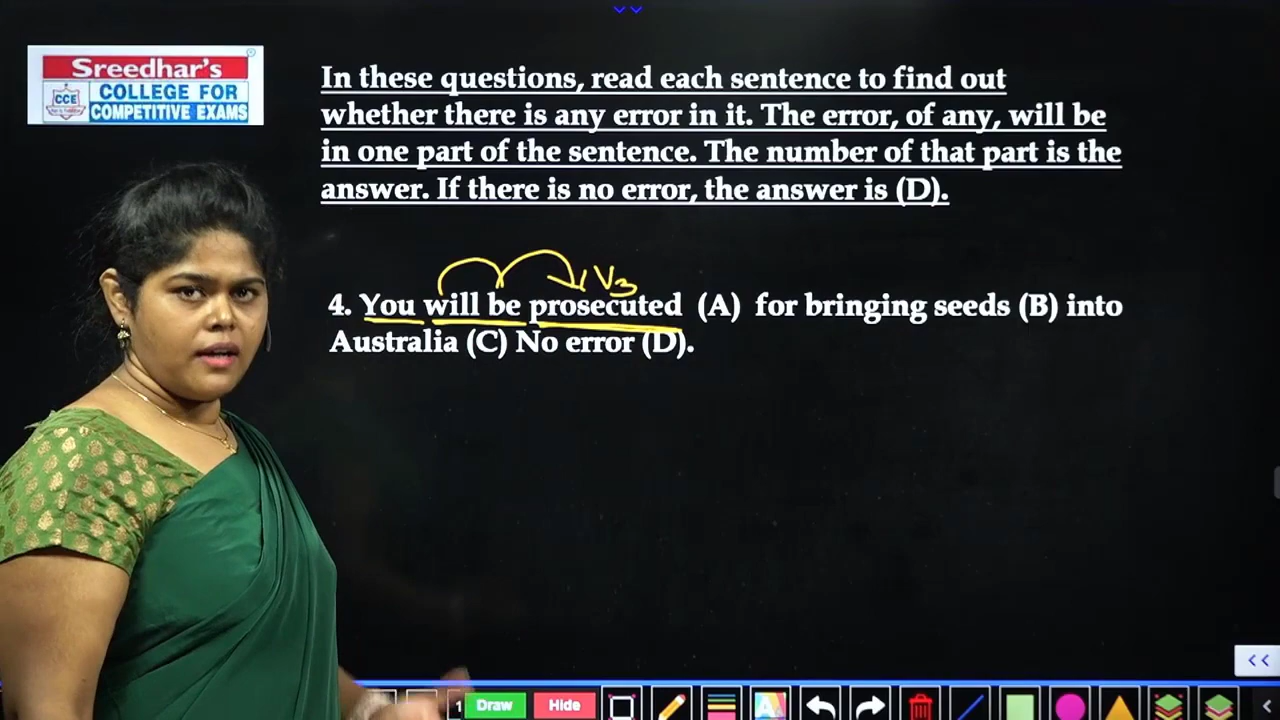 Sreedhar's
CCE
COLLEGE FOR
COMPETITIVE EXAMS
In these questions, read each sentence to find out
whether there is any error in it. The error, of any, will be
in one part of the sentence. The number of that part is the
answer. If there is no error, the answer is (D).
V3
4. You will be prosecuted (A) for bringing seeds (B) into
Australia (C) No error (D).
<<
Draw
Hide